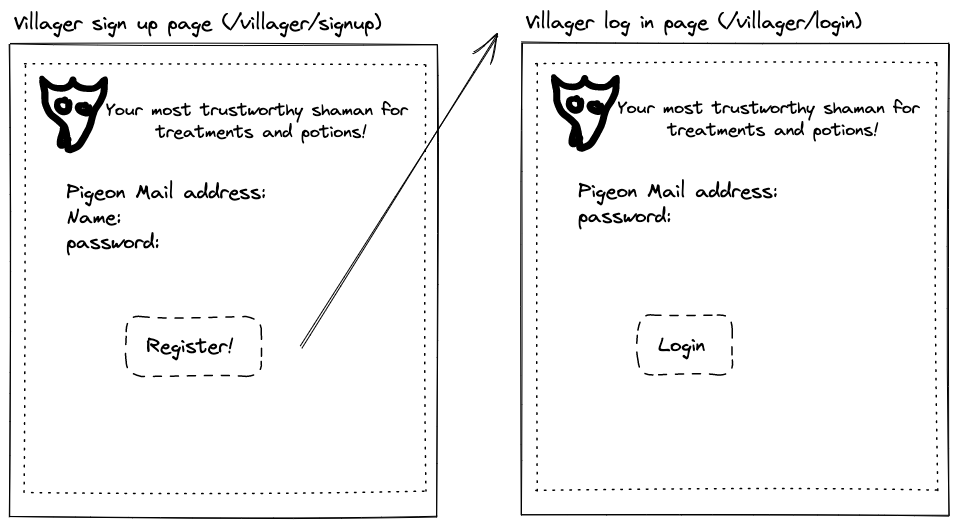 Villager sign up page (/villager/signup)
Your most trustworthy shaman for
treatments and potions!
Pigeon Mail address:
Name:
password:
Register!
Villager log in page (/villager/login)
Your most trustworthy shaman for
treatments and potions!
Pigeon Mail address:
password:
Login